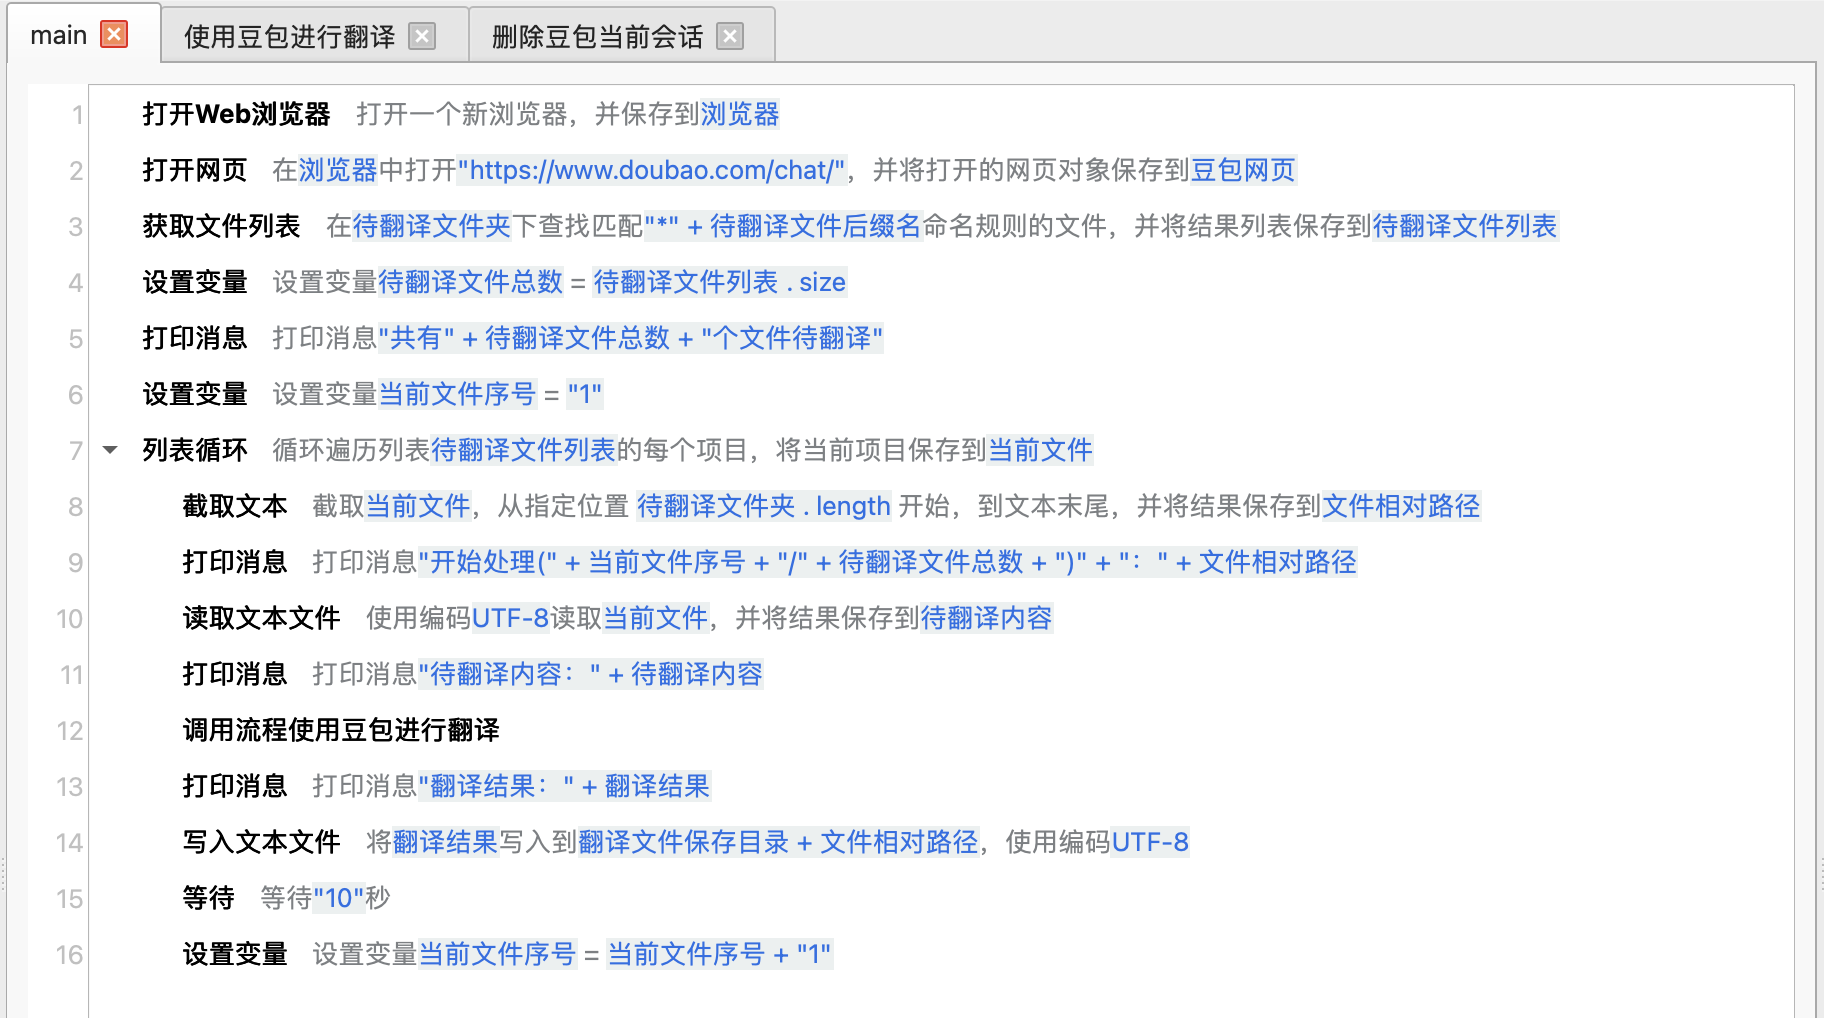 main 使用豆包进行翻译 删除豆包当前会话
1 打开Web浏览器 打开一个新浏览器，并保存到浏览器
2 打开网页 在浏览器中打开"https://www.doubao.com/chat/"，并将打开的网页对象保存到豆包网页
3 获取文件列表 在待翻译文件夹下查找匹配"*" + 待翻译文件后缀名命名规则的文件，并将结果列表保存到待翻译文件列表
4 设置变量 设置变量待翻译文件总数 = 待翻译文件列表 . size
5 打印消息 打印消息"共有" + 待翻译文件总数 + "个文件待翻译"
6 设置变量 设置变量当前文件序号 = "1"
7 列表循环 循环遍历列表待翻译文件列表的每个项目，将当前项目保存到当前文件
8 截取文本 截取当前文件，从指定位置 待翻译文件夹 . length 开始，到文本末尾，并将结果保存到文件相对路径
9 打印消息 打印消息"开始处理(" + 当前文件序号 + "/" + 待翻译文件总数 + ")" + "：" + 文件相对路径
10 读取文本文件 使用编码UTF-8读取当前文件，并将结果保存到待翻译内容
11 打印消息 打印消息"待翻译内容：" + 待翻译内容
12 调用流程使用豆包进行翻译
13 打印消息 打印消息"翻译结果：" + 翻译结果
14 写入文本文件 将翻译结果写入到翻译文件保存目录 + 文件相对路径，使用编码UTF-8
15 等待 等待"10"秒
16 设置变量 设置变量当前文件序号 = 当前文件序号 + "1"